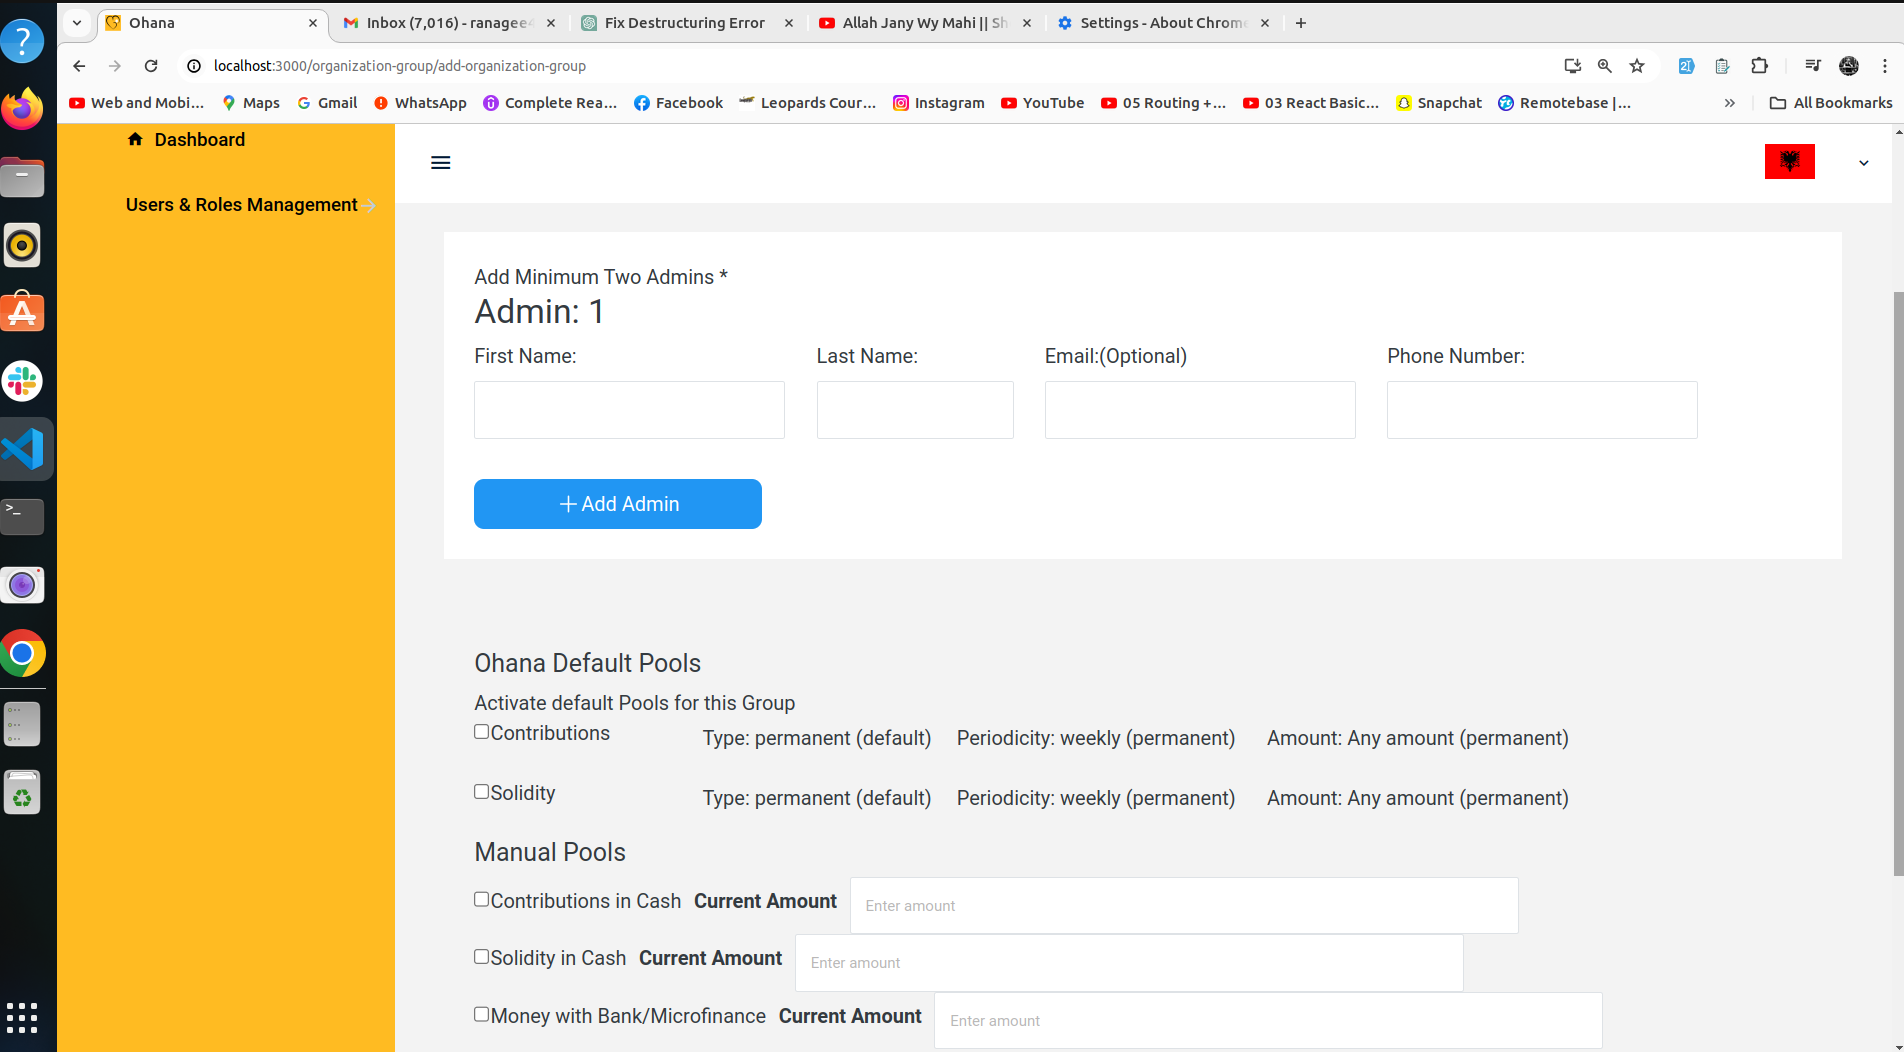 Ohana
Inbox (7,016) - ranagee4
Fix Destructuring Error
Allah Jany Wy Mahi || Sh
Settings - About Chrome
localhost:3000/organization-group/add-organization-group
Web and Mobi...
Maps
Gmail
WhatsApp
Complete Rea...
Facebook
Leopards Cour...
Instagram
YouTube
05 Routing +...
03 React Basic...
Snapchat
Remotebase |...
All Bookmarks
Dashboard
Users & Roles Management
Add Minimum Two Admins *
Admin: 1
First Name:
Last Name:
Email:(Optional)
Phone Number:
Add Admin
Ohana Default Pools
Activate default Pools for this Group
Contributions Type: permanent (default) Periodicity: weekly (permanent) Amount: Any amount (permanent)
Solidity Type: permanent (default) Periodicity: weekly (permanent) Amount: Any amount (permanent)
Manual Pools
Contributions in Cash Current Amount Enter amount
Solidity in Cash Current Amount Enter amount
Money with Bank/Microfinance Current Amount Enter amount